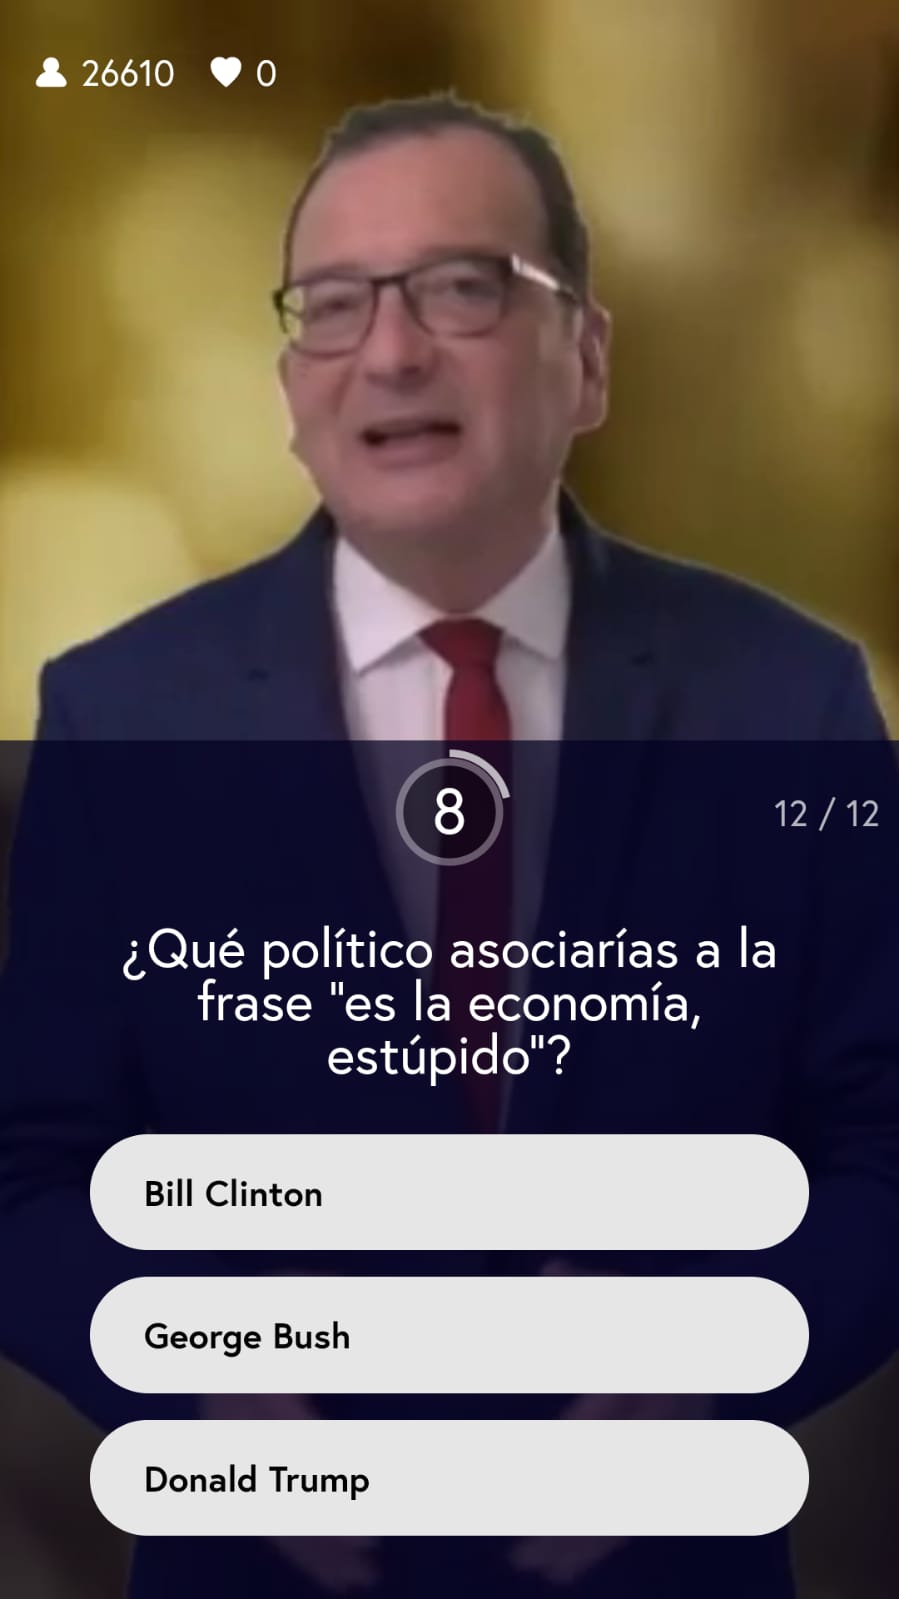 26610 0
8
12 / 12
¿Qué político asociarías a la
frase "es la economía,
estúpido"?
Bill Clinton
George Bush
Donald Trump